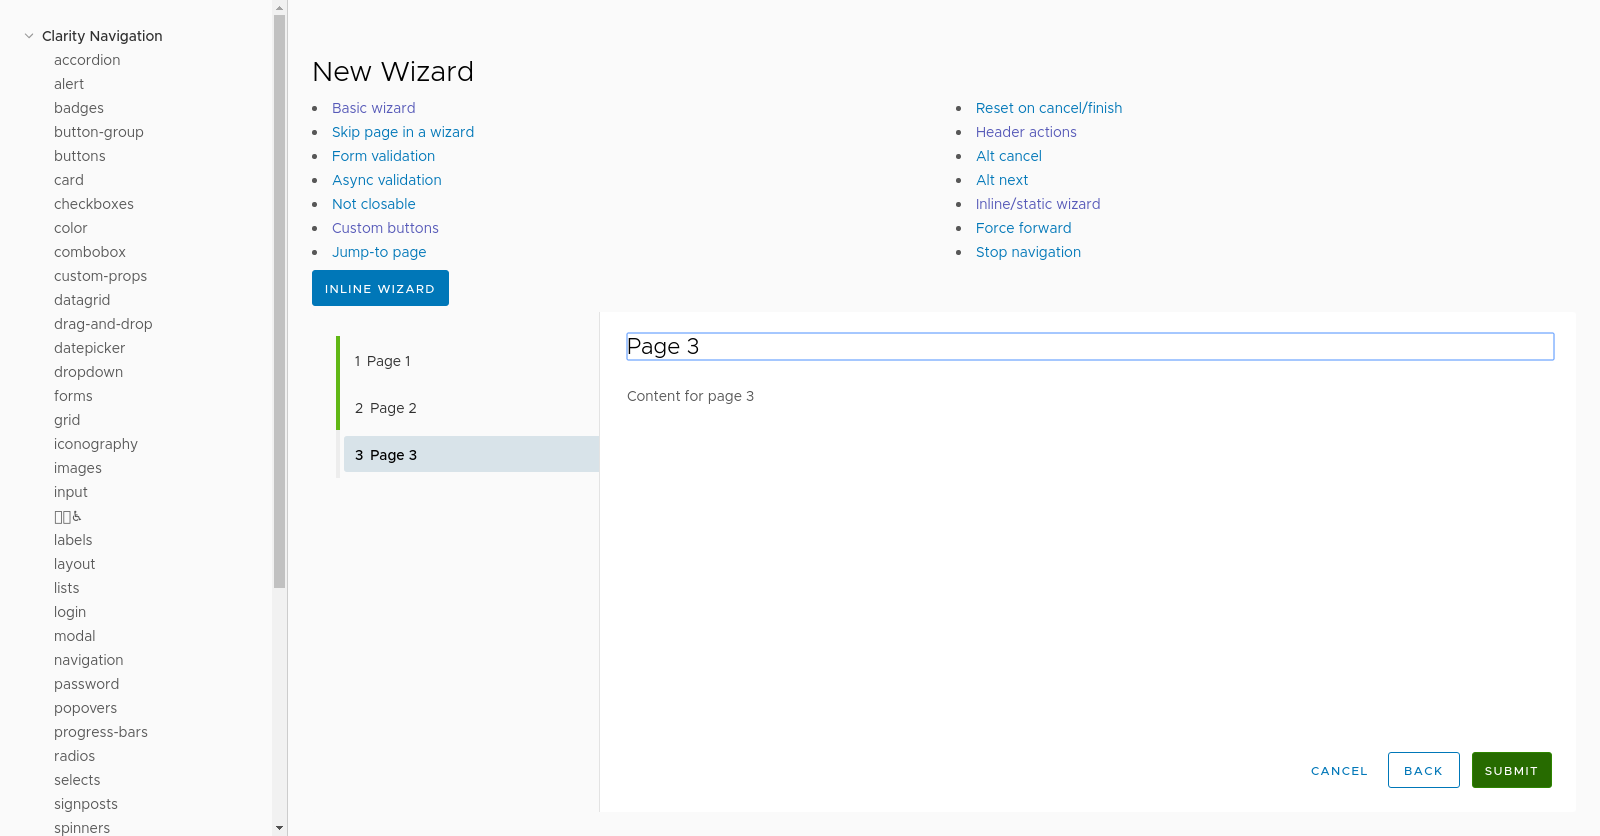 Clarity Navigation
accordion
alert
badges
button-group
buttons
card
checkboxes
color
combobox
custom-props
datagrid
drag-and-drop
datepicker
dropdown
forms
grid
iconography
images
input
♿
labels
layout
lists
login
modal
navigation
password
popovers
progress-bars
radios
selects
signposts
spinners
New Wizard
Basic wizard
Skip page in a wizard
Form validation
Async validation
Not closable
Custom buttons
Jump-to page
Reset on cancel/finish
Header actions
Alt cancel
Alt next
Inline/static wizard
Force forward
Stop navigation
INLINE WIZARD
1 Page 1
2 Page 2
3 Page 3
Page 3
Content for page 3
CANCEL
BACK
SUBMIT